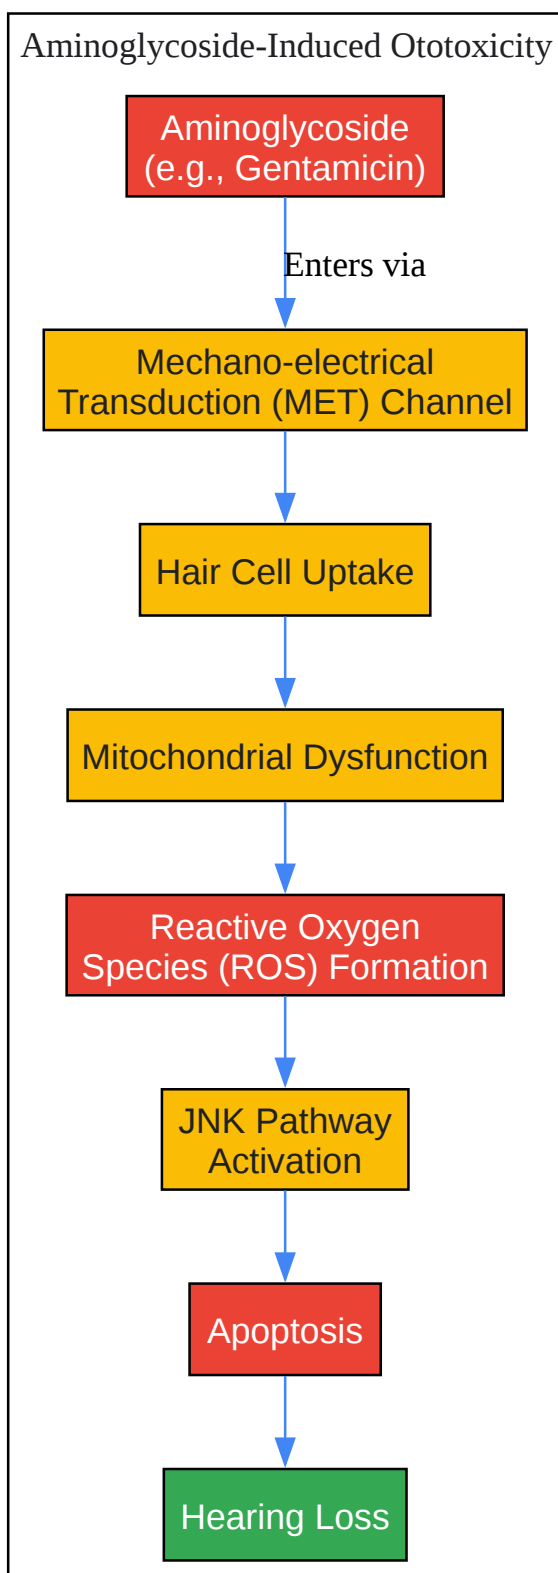 Aminoglycoside-Induced Ototoxicity
Aminoglycoside
(e.g., Gentamicin)
Enters via
Mechano-electrical
Transduction (MET) Channel
Hair Cell Uptake
Mitochondrial Dysfunction
Reactive Oxygen
Species (ROS) Formation
JNK Pathway
Activation
Apoptosis
Hearing Loss